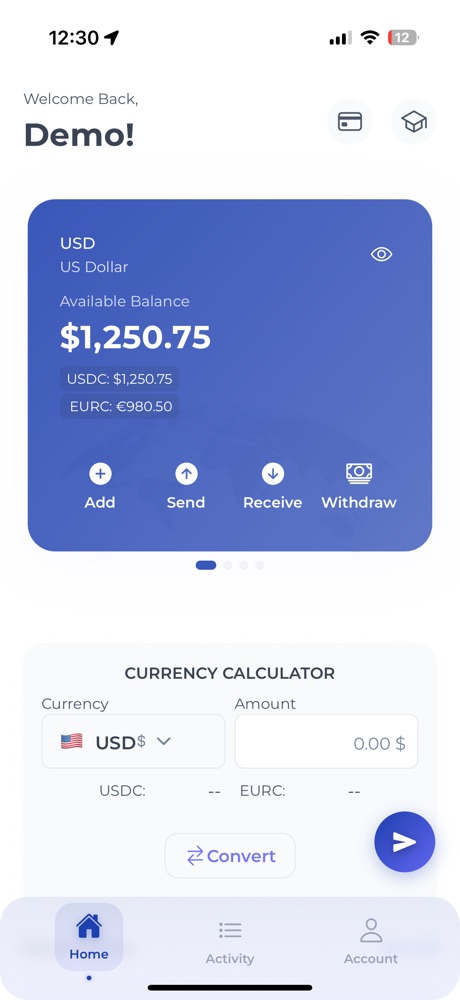 12:30
12
Welcome Back,
Demo!
USD
US Dollar
Available Balance
$1,250.75
USDC: $1,250.75
EURC: €980.50
Add Send Receive Withdraw
CURRENCY CALCULATOR
Currency Amount
USD$ 0.00 $
USDC: -- EURC: --
Convert
Home Activity Account